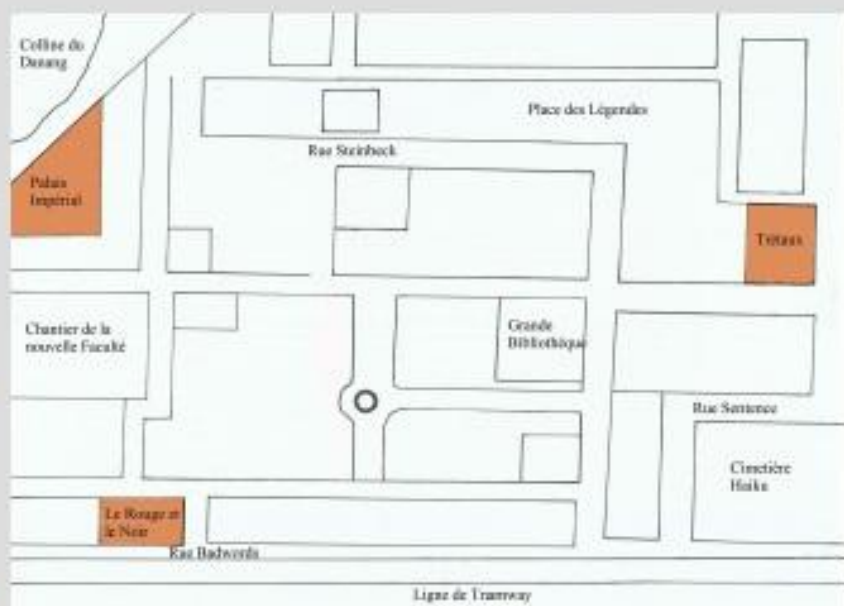 Colline du
Danang
Place des Légendes
Rue Steinbeck
Palais
Impérial
Tréteaux
Chantier de la
nouvelle Faculté
Grande
Bibliothèque
Rue Sentence
Cimetière
Haiku
Le Rouge et
le Noir
Rue Badwords
Ligne de Tramway